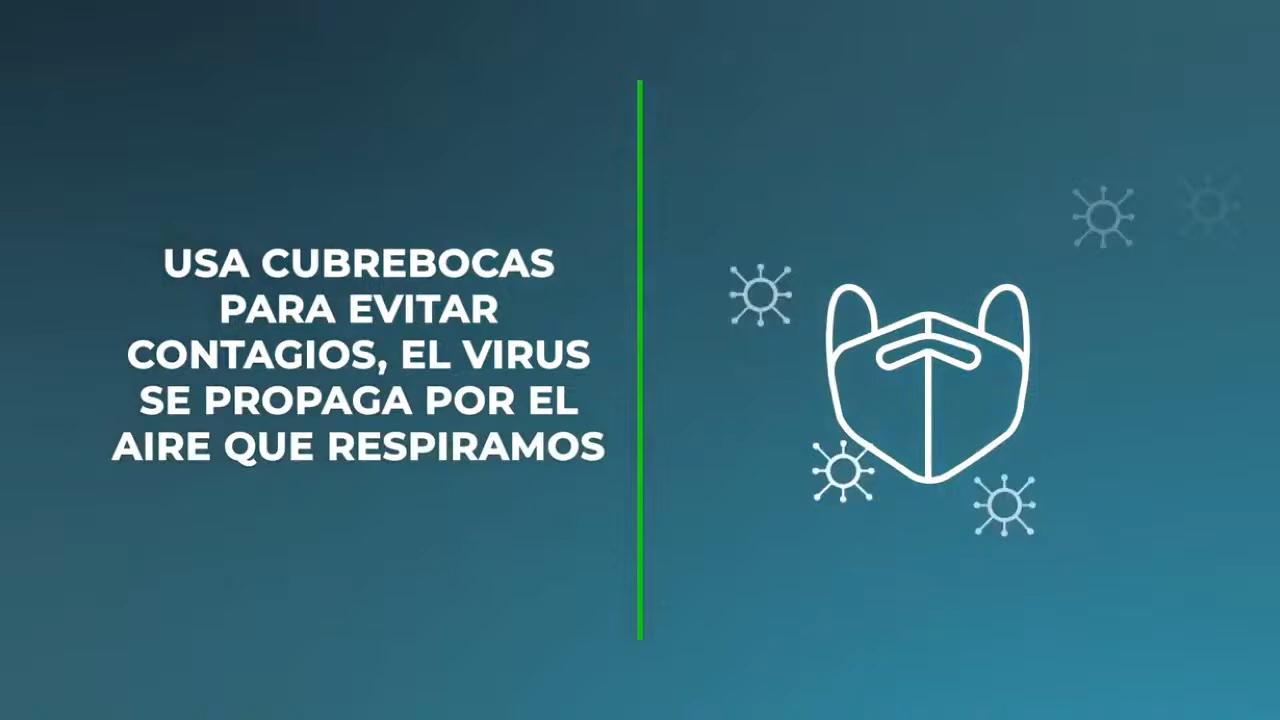 USA CUBREBOCAS
PARA EVITAR
CONTAGIOS, EL VIRUS
SE PROPAGA POR EL
AIRE QUE RESPIRAMOS